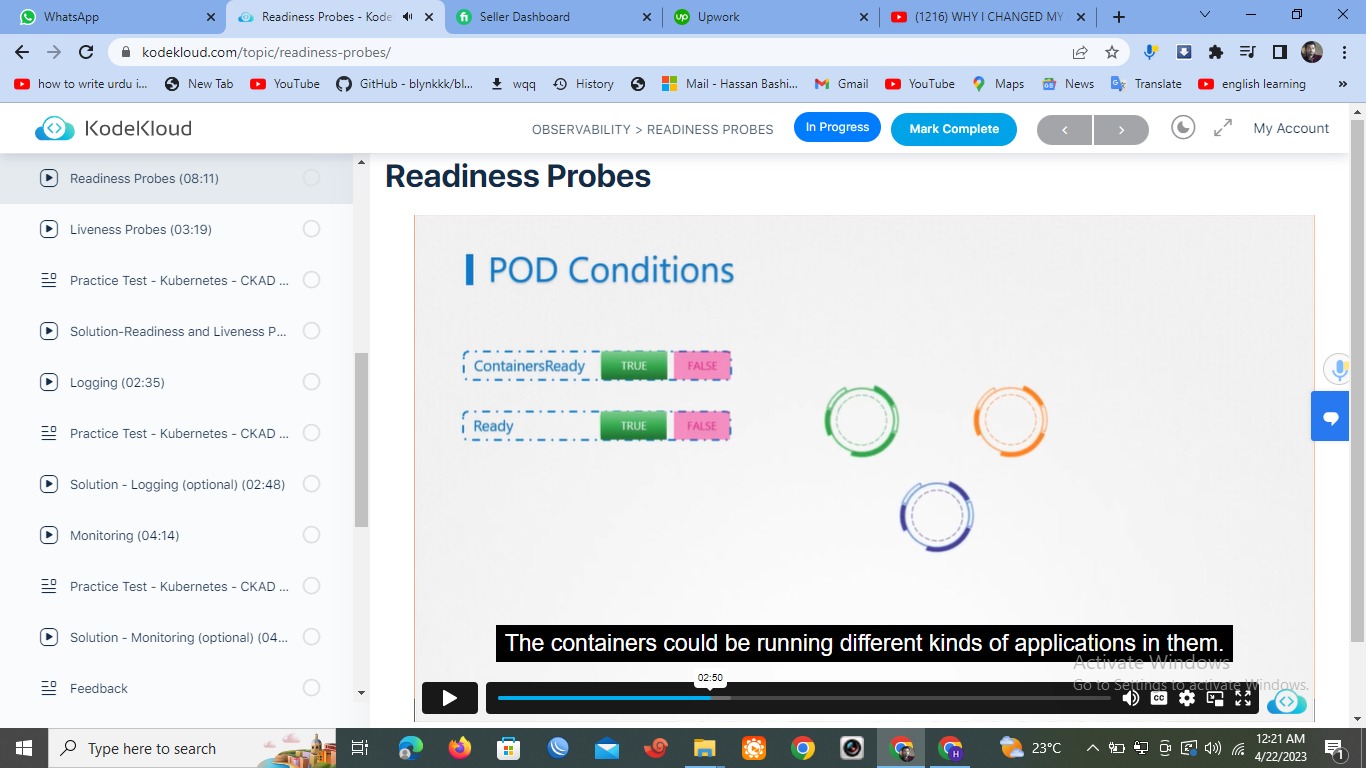 WhatsApp
Readiness Probes - Kode
Seller Dashboard
Upwork
(1216) WHY I CHANGED MY
kodekloud.com/topic/readiness-probes/
how to write urdu i...
New Tab
YouTube
GitHub - blynkkk/bl...
wqq
History
Mail - Hassan Bashi...
Gmail
YouTube
Maps
News
Translate
english learning
»
KodeKloud
OBSERVABILITY > READINESS PROBES
In Progress
Mark Complete
My Account
Readiness Probes (08:11)
Liveness Probes (03:19)
Practice Test - Kubernetes - CKAD ...
Solution-Readiness and Liveness P...
Logging (02:35)
Practice Test - Kubernetes - CKAD ...
Solution - Logging (optional) (02:48)
Monitoring (04:14)
Practice Test - Kubernetes - CKAD ...
Solution - Monitoring (optional) (04...
Feedback
Readiness Probes
POD Conditions
ContainersReady TRUE FALSE
Ready TRUE FALSE
The containers could be running different kinds of applications in them.
Activate Windows
Go to Settings to activate Windows.
02:50
CC
Type here to search
23°C
12:21 AM
4/22/2023
1